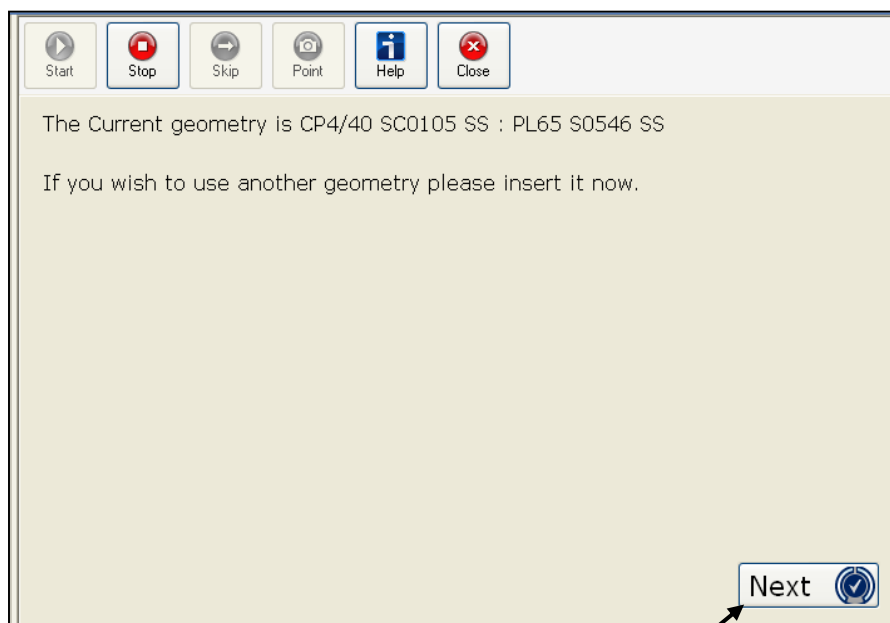 Start Stop Skip Point Help Close
The Current geometry is CP4/40 SC0105 SS : PL65 S0546 SS
If you wish to use another geometry please insert it now.
Next